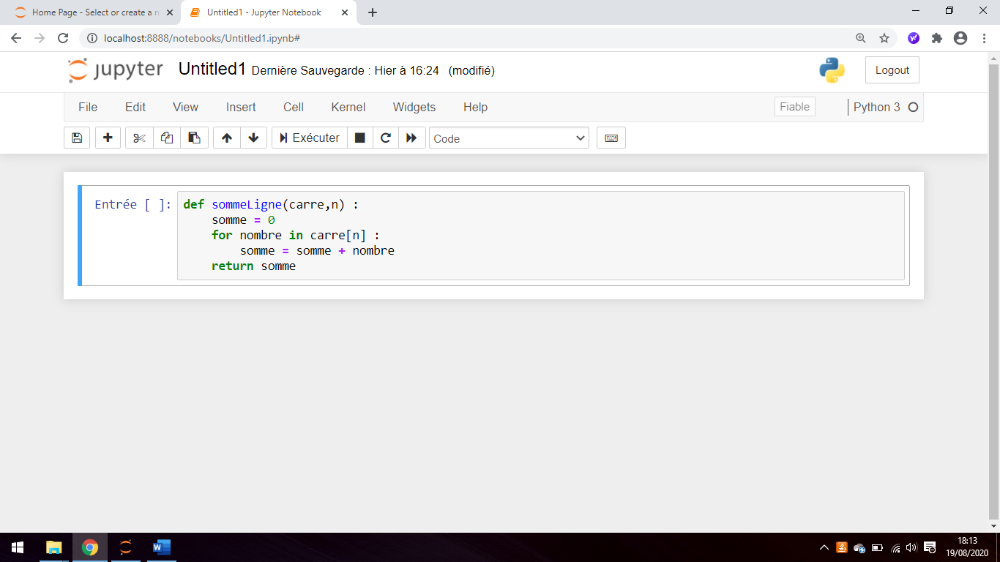 Home Page - Select or create a n
Untitled1 - Jupyter Notebook
localhost:8888/notebooks/Untitled1.ipynb#
jupyter Untitled1 Dernière Sauvegarde : Hier à 16:24 (modifié)
Logout
File Edit View Insert Cell Kernel Widgets Help
Fiable
Python 3
Exécuter
Code
Entrée [ ]:
def sommeLigne(carre,n) :
    somme = 0
    for nombre in carre[n] :
        somme = somme + nombre
    return somme
18:13
19/08/2020